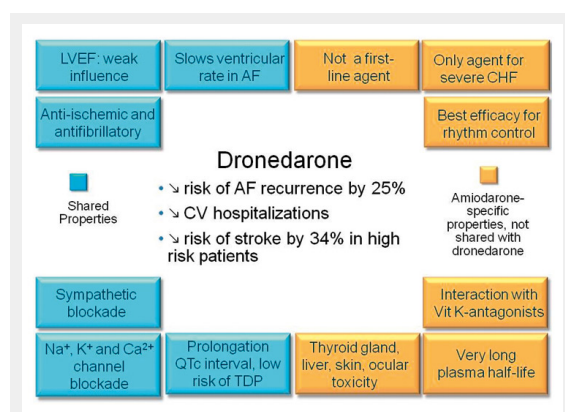 LVEF: weak
influence
Slows ventricular
rate in AF
Not a first-
line agent
Only agent for
severe CHF
Anti-ischemic and
antifibrillatory
Best efficacy for
rhythm control
Dronedarone
• ↘ risk of AF recurrence by 25%
• ↘ CV hospitalizations
• ↘ risk of stroke by 34% in high
risk patients
Shared
Properties
Amiodarone-
specific
properties, not
shared with
dronedarone
Sympathetic
blockade
Interaction with
Vit K-antagonists
Na⁺, K⁺ and Ca²⁺
channel
blockade
Prolongation
QTc interval, low
risk of TDP
Thyroid gland,
liver, skin, ocular
toxicity
Very long
plasma half-life